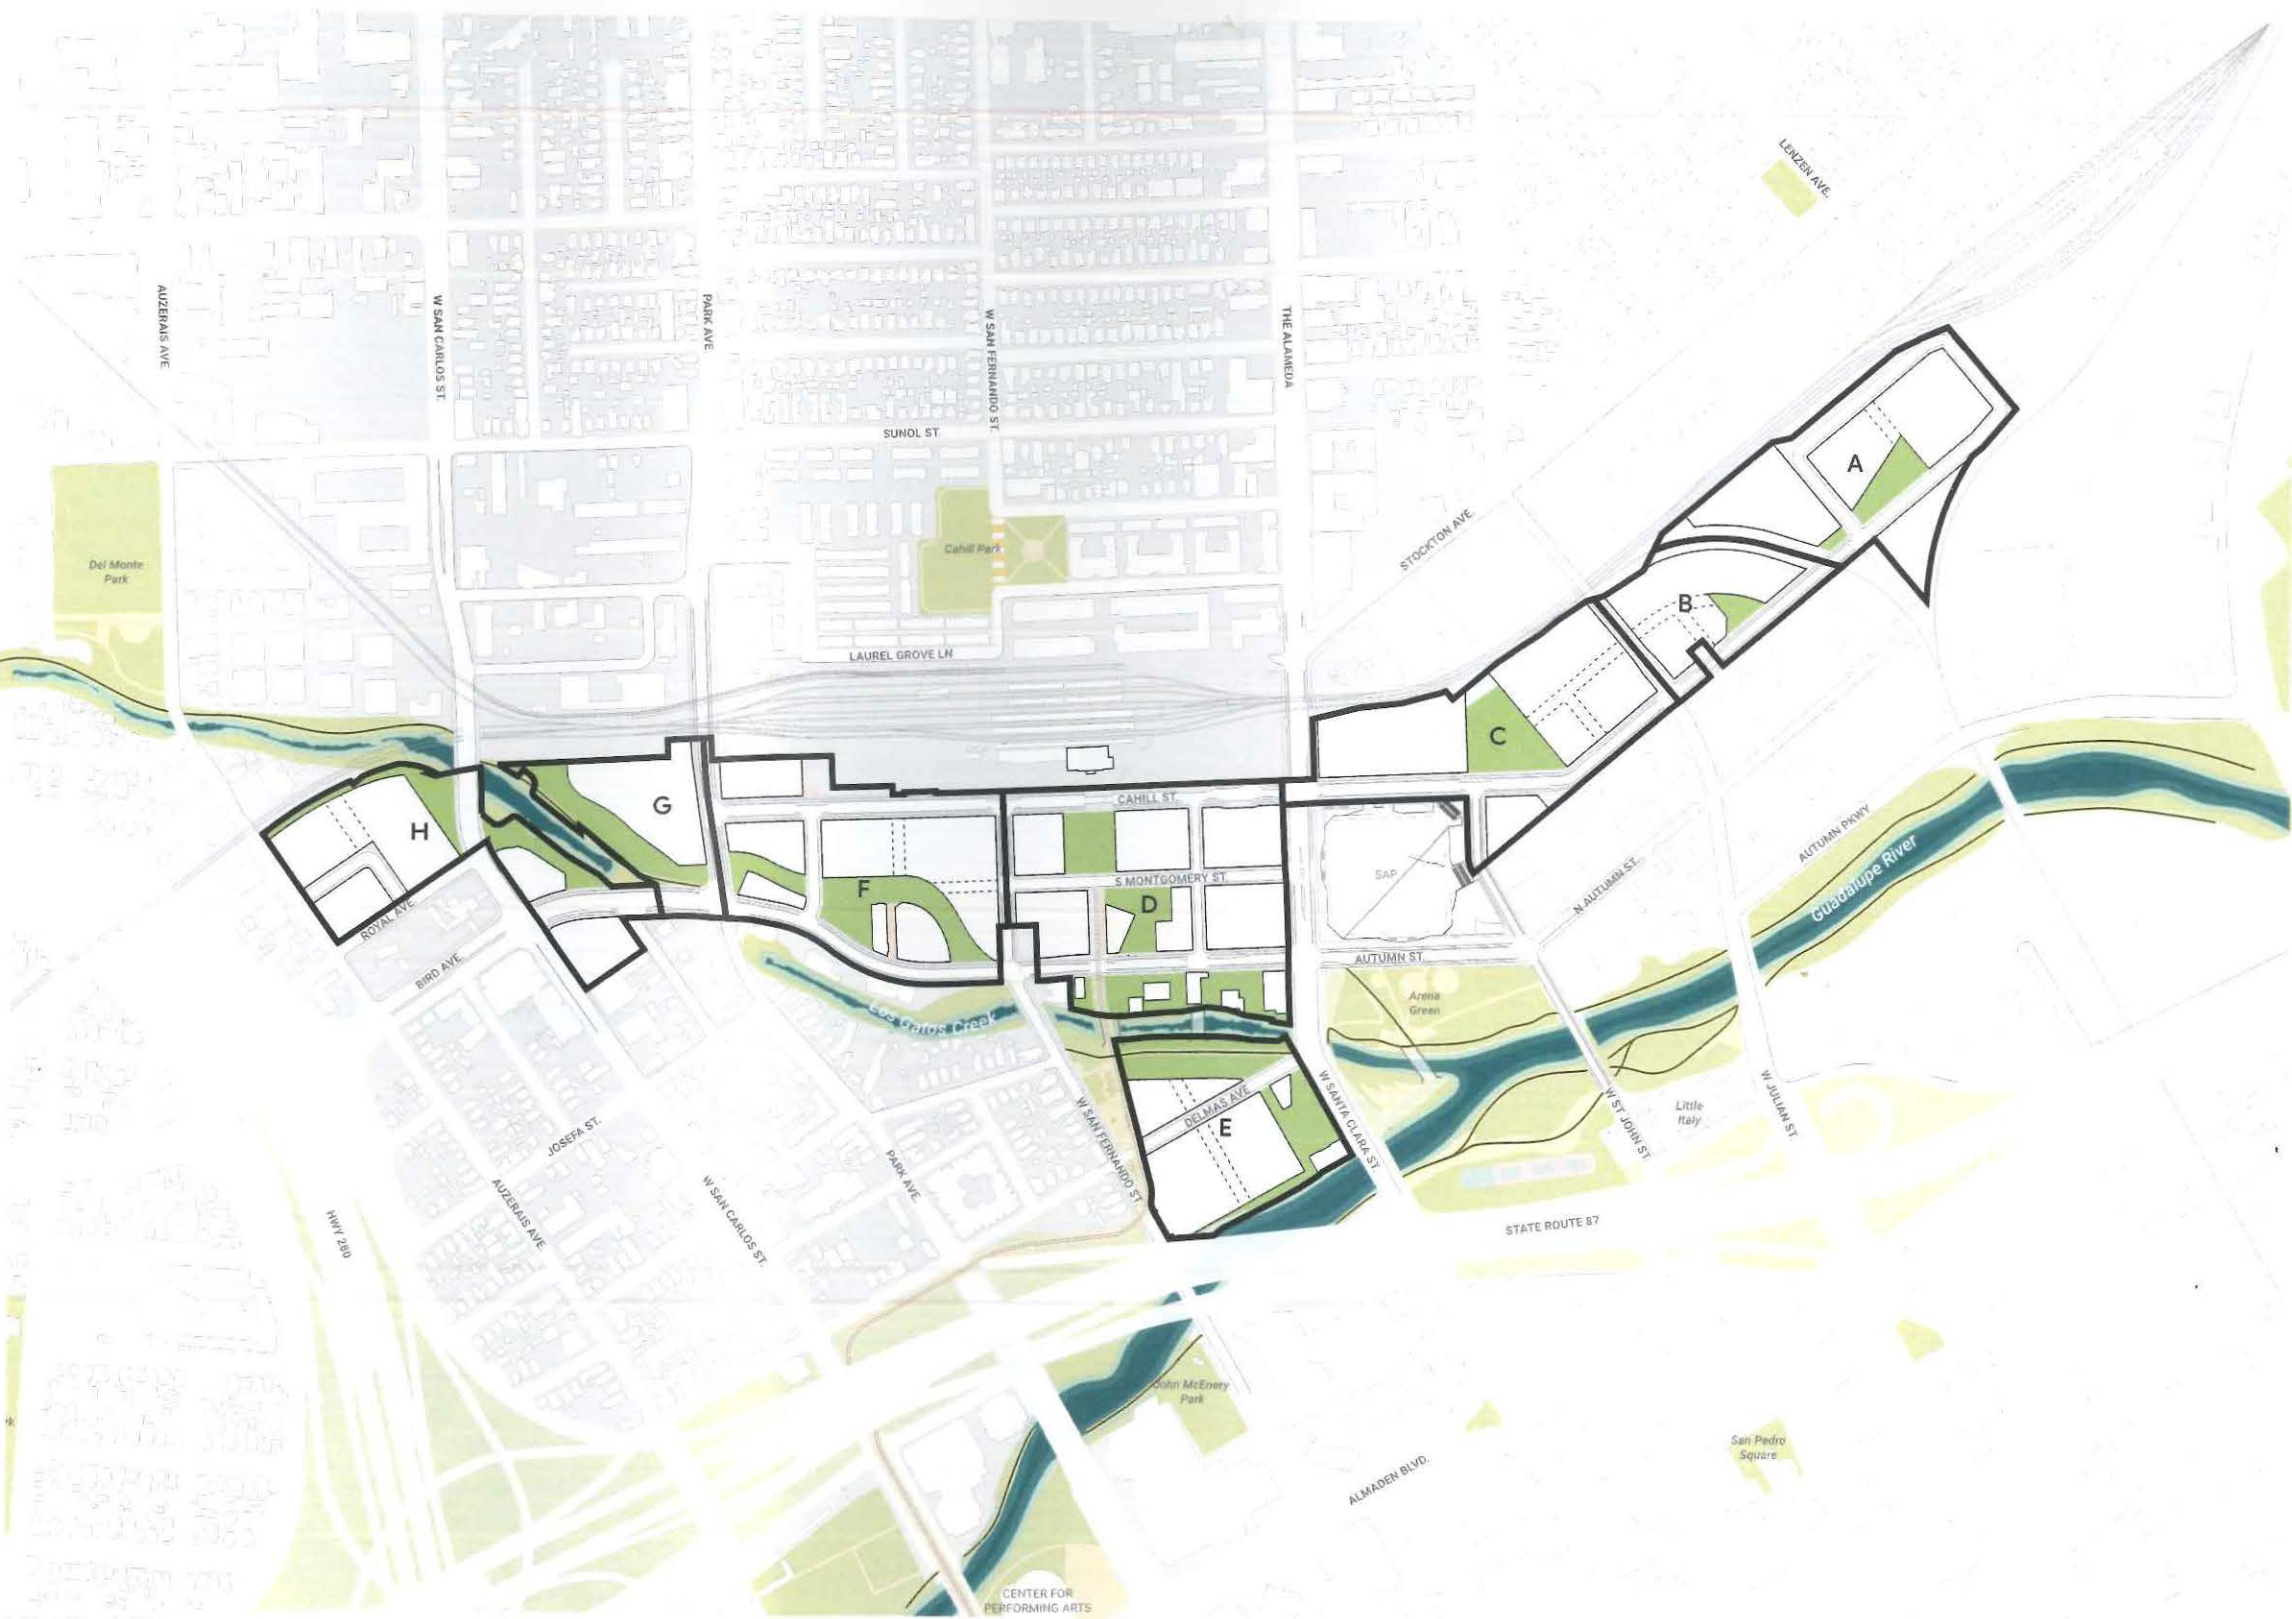 LENZEN AVE.
AUZERAIS AVE
W SAN CARLOS ST.
PARK AVE
W SAN FERNANDO ST.
THE ALAMEDA
SUNOL ST.
A
STOCKTON AVE.
Cahill Park
Del Monte
Park
B
LAUREL GROVE LN
C
G
CAHILL ST.
H
AUTUMN PKWY
SAP
S MONTGOMERY ST.
F
D
N AUTUMN ST.
Guadalupe River
ROYAL AVE
BIRD AVE
AUTUMN ST.
Arena
Green
Los Gatos Creek
DELMAS AVE
E
W SANTA CLARA ST.
W SAN FERNANDO ST
W ST JOHN ST
Little
Italy
W JULIAN ST.
JOSEFA ST.
PARK AVE
AUZERAIS AVE
W SAN CARLOS ST.
HWY 280
STATE ROUTE 87
John McEnery
Park
San Pedro
Square
ALMADEN BLVD.
CENTER FOR
PERFORMING ARTS